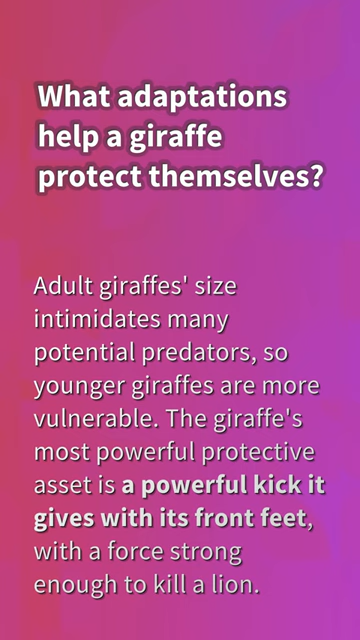 What adaptations
help a giraffe
protect themselves?
Adult giraffes' size
intimidates many
potential predators, so
younger giraffes are more
vulnerable. The giraffe's
most powerful protective
asset is a powerful kick it
gives with its front feet,
with a force strong
enough to kill a lion.